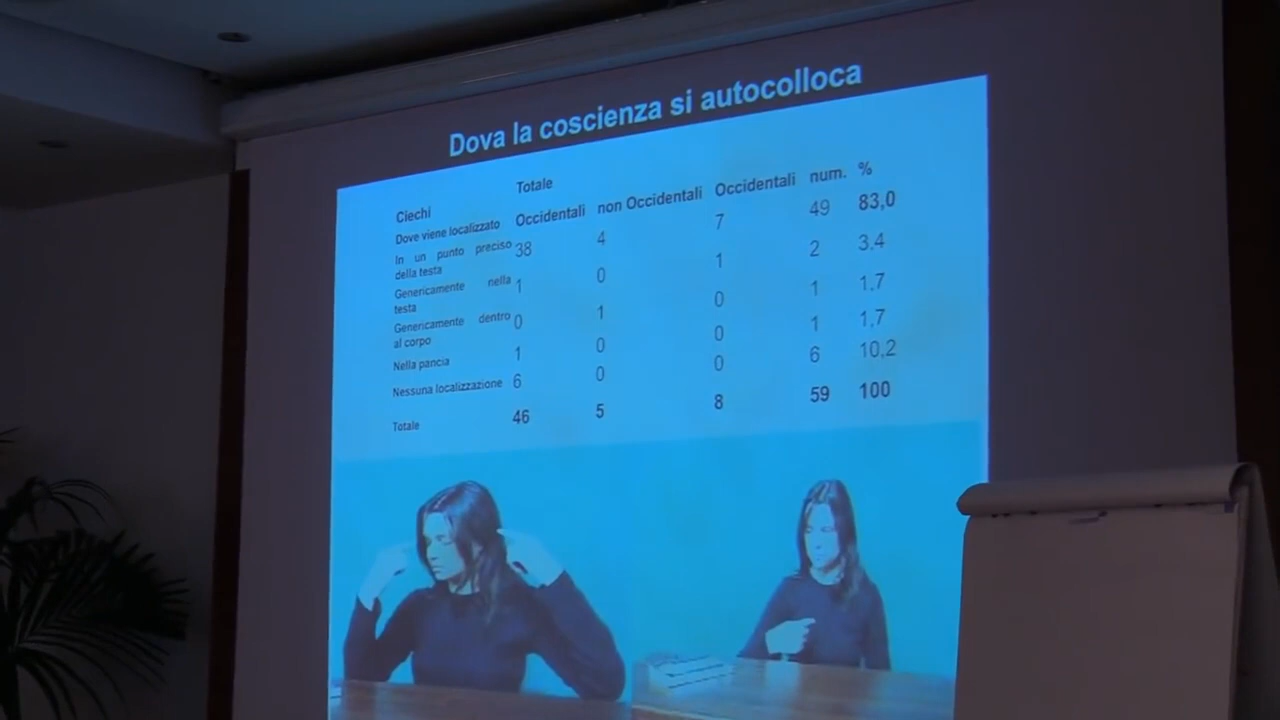 Dova la coscienza si autocolloca
Totale
Ciechi
Dove viene localizzato Occidentali non Occidentali Occidentali num. %
In un punto preciso della testa 38 4 7 49 83,0
Genericamente nella testa 1 0 1 2 3.4
Genericamente dentro al corpo 0 1 0 1 1,7
Nella pancia 1 0 0 1 1,7
Nessuna localizzazione 6 0 0 6 10,2
Totale 46 5 8 59 100